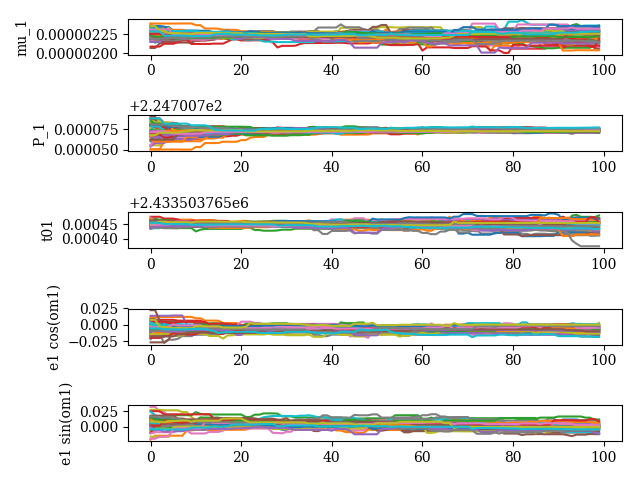 mu_1
0.00000225
0.00000200
0 20 40 60 80 100
+2.247007e2
P_1
0.000075
0.000050
0 20 40 60 80 100
+2.433503765e6
t01
0.00045
0.00040
0 20 40 60 80 100
e1 cos(om1)
0.025
0.000
−0.025
0 20 40 60 80 100
e1 sin(om1)
0.025
0.000
0 20 40 60 80 100